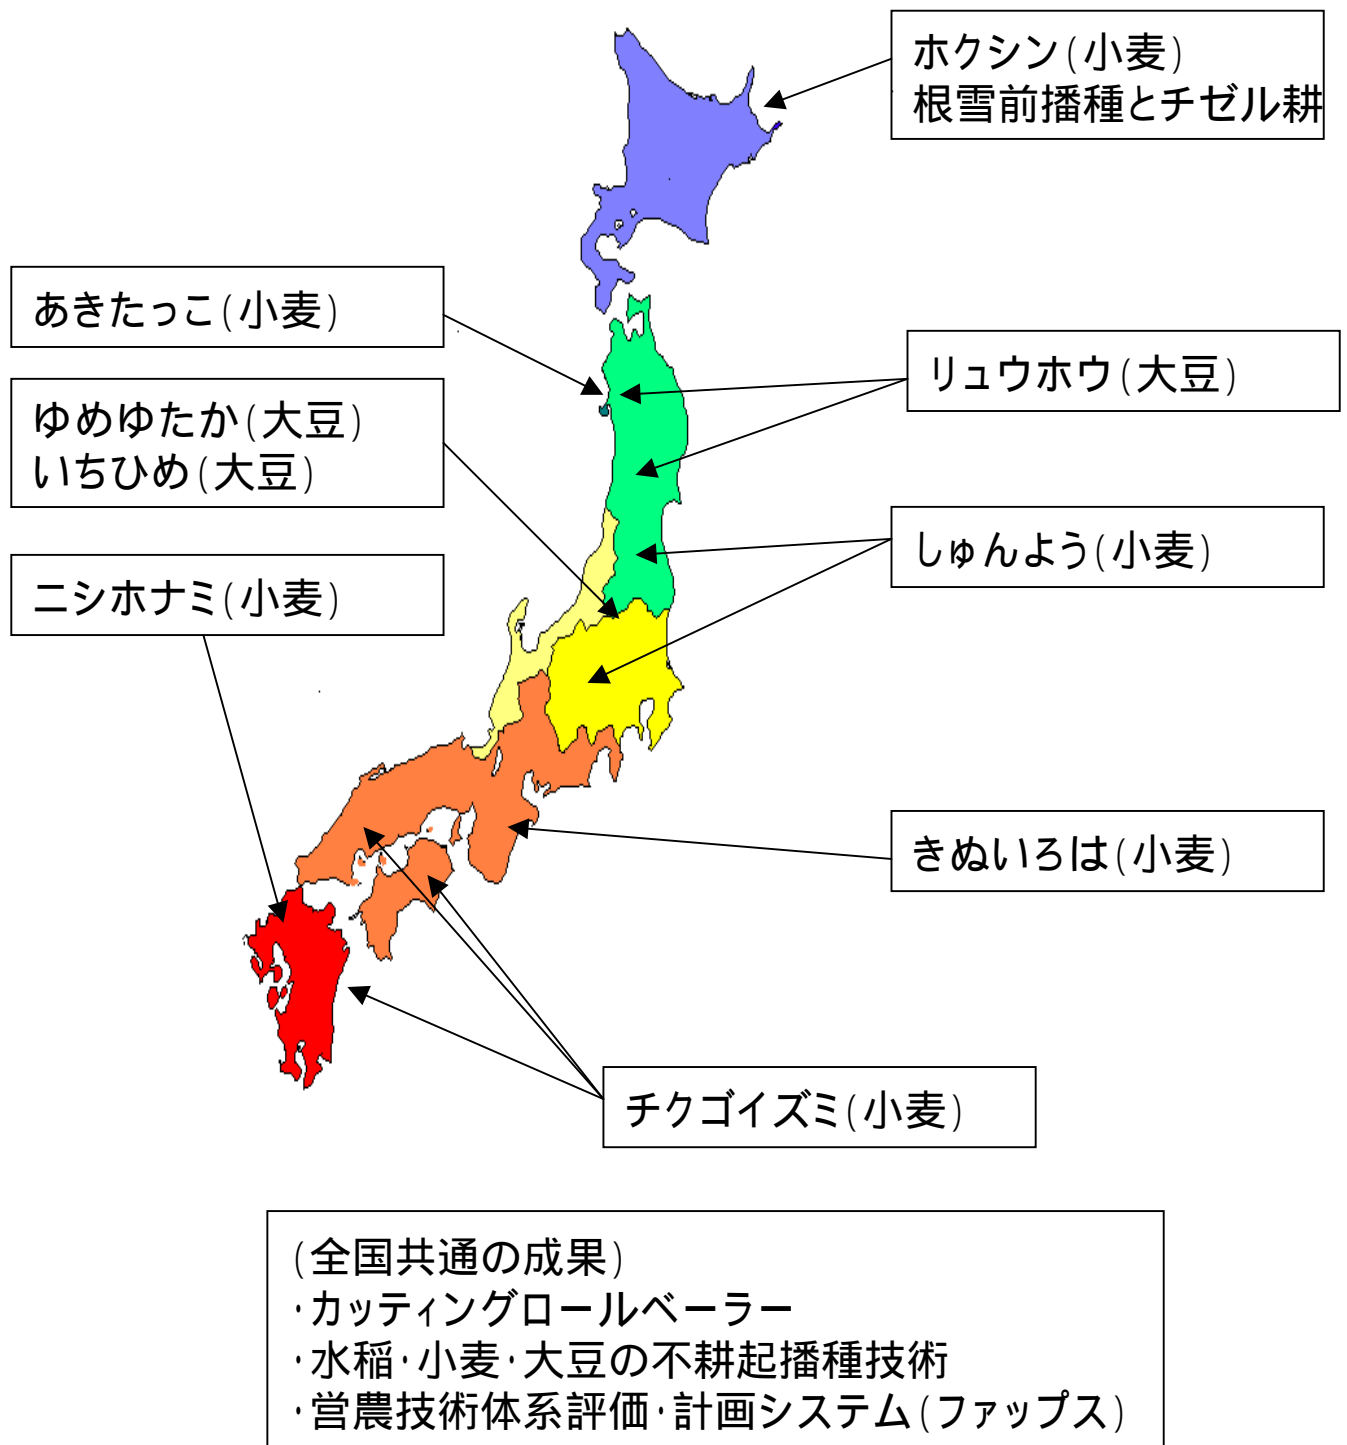 ホクシン(小麦)
根雪前播種とチゼル耕
あきたっこ(小麦)
リュウホウ(大豆)
ゆめゆたか(大豆)
いちひめ(大豆)
しゅんよう(小麦)
ニシホナミ(小麦)
きぬいろは(小麦)
チクゴイズミ(小麦)
(全国共通の成果)
・カッティングロールベーラー
・水稲・小麦・大豆の不耕起播種技術
・営農技術体系評価・計画システム(ファップス)